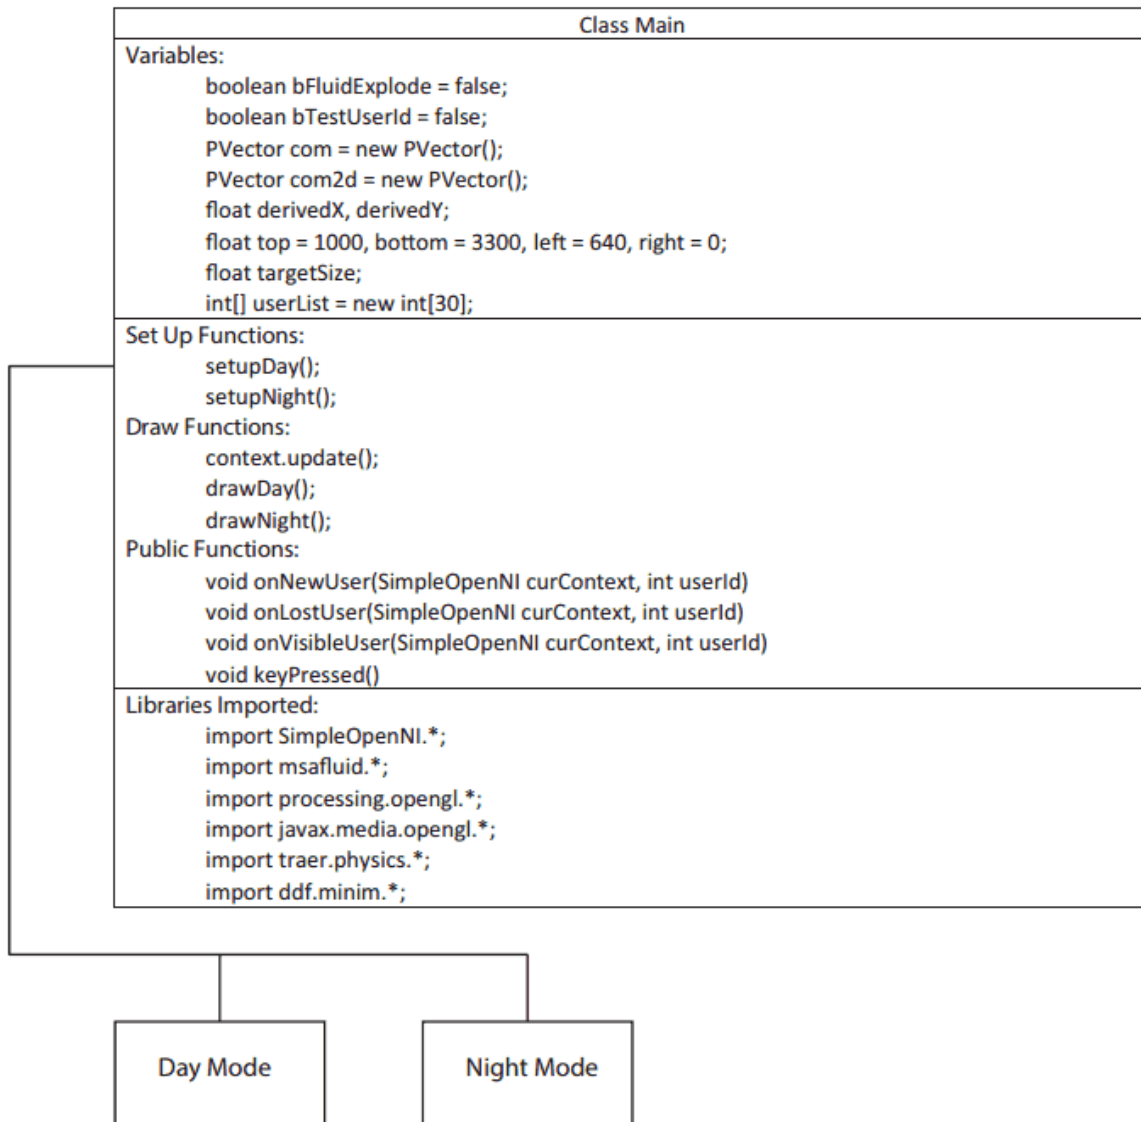 Class Main
Variables:
boolean bFluidExplode = false;
boolean bTestUserId = false;
PVector com = new PVector();
PVector com2d = new PVector();
float derivedX, derivedY;
float top = 1000, bottom = 3300, left = 640, right = 0;
float targetSize;
int[] userList = new int[30];
Set Up Functions:
setupDay();
setupNight();
Draw Functions:
context.update();
drawDay();
drawNight();
Public Functions:
void onNewUser(SimpleOpenNI curContext, int userId)
void onLostUser(SimpleOpenNI curContext, int userId)
void onVisibleUser(SimpleOpenNI curContext, int userId)
void keyPressed()
Libraries Imported:
import SimpleOpenNI.*;
import msafluid.*;
import processing.opengl.*;
import javax.media.opengl.*;
import traer.physics.*;
import ddf.minim.*;
Day Mode
Night Mode